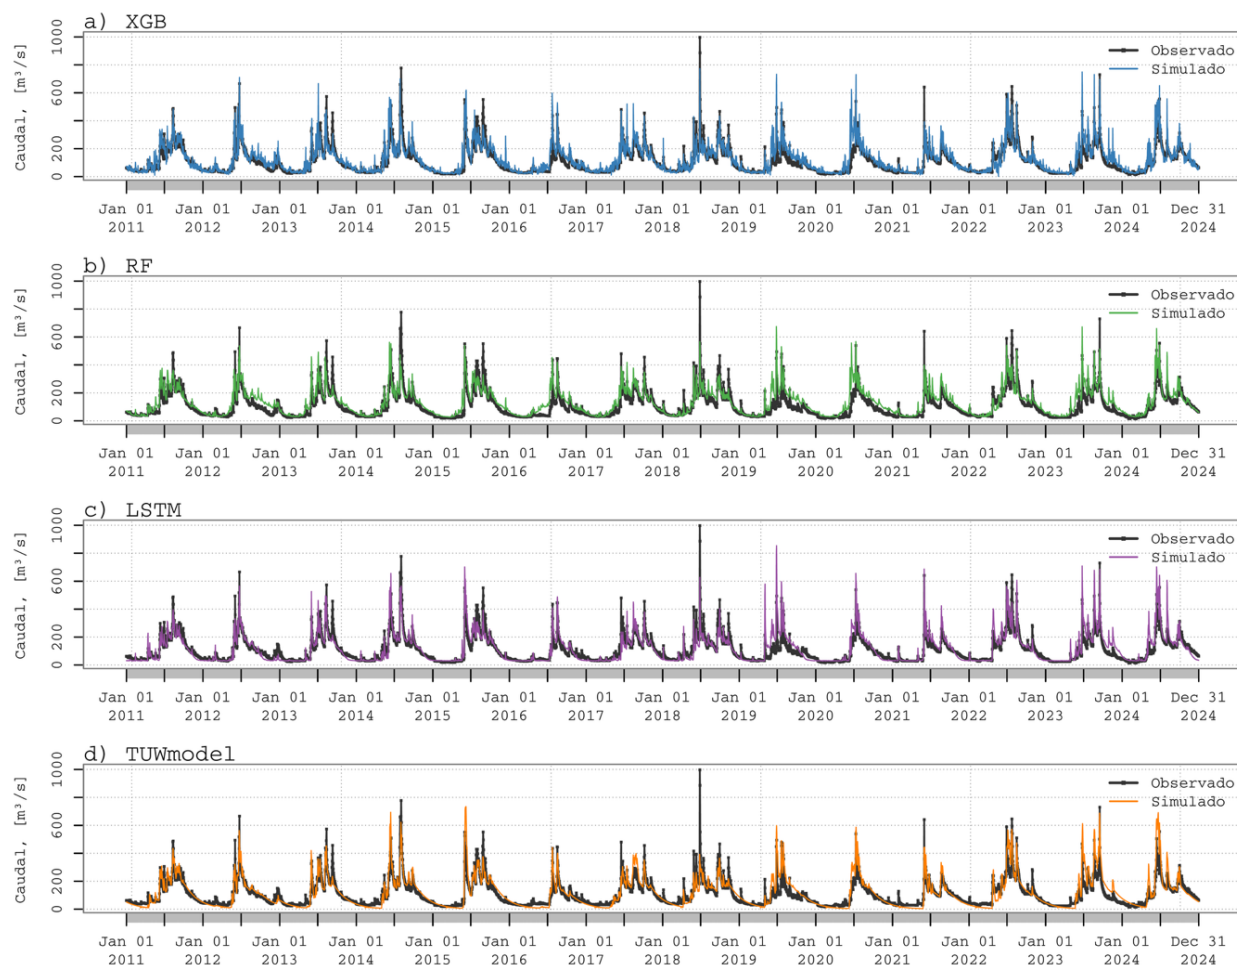 a) XGB
Caudal, [m³/s]
1000
600
200
0
Observado
Simulado
Jan 01 Jan 01 Jan 01 Jan 01 Jan 01 Jan 01 Jan 01 Jan 01 Jan 01 Jan 01 Jan 01 Jan 01 Jan 01 Jan 01 Dec 31
2011 2012 2013 2014 2015 2016 2017 2018 2019 2020 2021 2022 2023 2024 2024
b) RF
Caudal, [m³/s]
1000
600
200
0
Observado
Simulado
Jan 01 Jan 01 Jan 01 Jan 01 Jan 01 Jan 01 Jan 01 Jan 01 Jan 01 Jan 01 Jan 01 Jan 01 Jan 01 Jan 01 Dec 31
2011 2012 2013 2014 2015 2016 2017 2018 2019 2020 2021 2022 2023 2024 2024
c) LSTM
Caudal, [m³/s]
1000
600
200
0
Observado
Simulado
Jan 01 Jan 01 Jan 01 Jan 01 Jan 01 Jan 01 Jan 01 Jan 01 Jan 01 Jan 01 Jan 01 Jan 01 Jan 01 Jan 01 Dec 31
2011 2012 2013 2014 2015 2016 2017 2018 2019 2020 2021 2022 2023 2024 2024
d) TUWmodel
Caudal, [m³/s]
1000
600
200
0
Observado
Simulado
Jan 01 Jan 01 Jan 01 Jan 01 Jan 01 Jan 01 Jan 01 Jan 01 Jan 01 Jan 01 Jan 01 Jan 01 Jan 01 Jan 01 Dec 31
2011 2012 2013 2014 2015 2016 2017 2018 2019 2020 2021 2022 2023 2024 2024